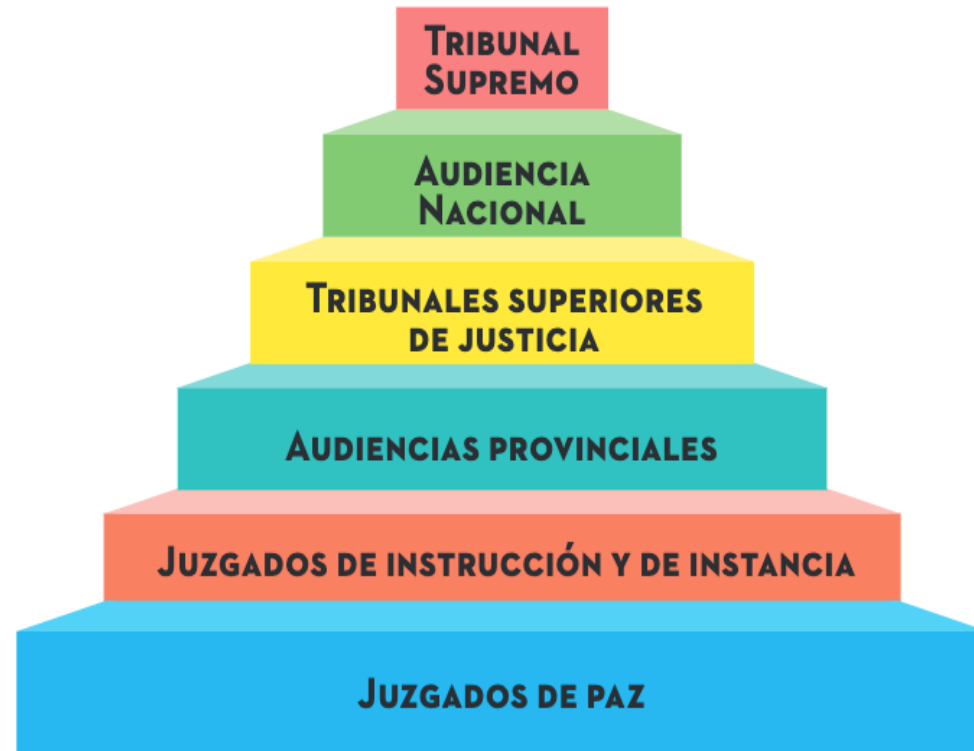 TRIBUNAL
SUPREMO
AUDIENCIA
NACIONAL
TRIBUNALES SUPERIORES
DE JUSTICIA
AUDIENCIAS PROVINCIALES
JUZGADOS DE INSTRUCCIÓN Y DE INSTANCIA
JUZGADOS DE PAZ